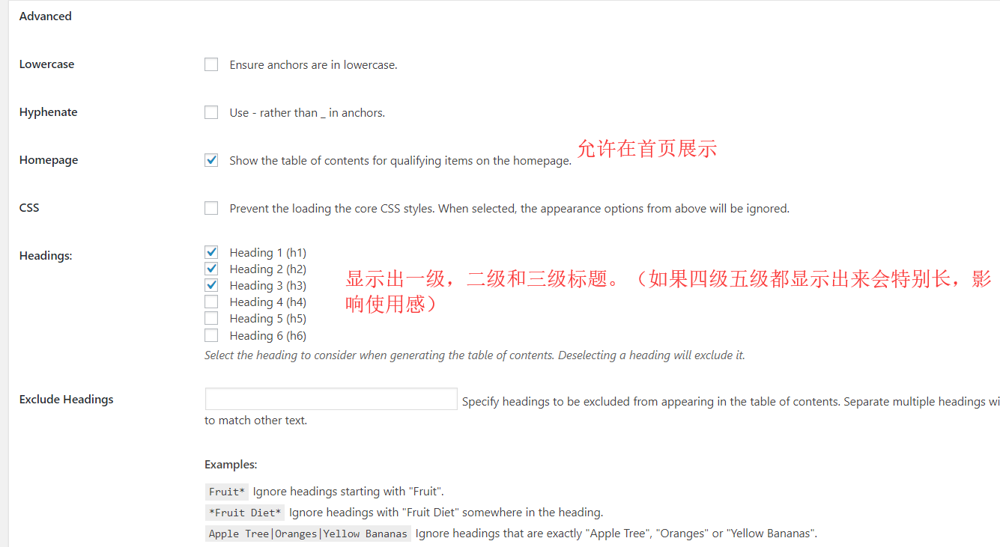 Advanced
Lowercase
Ensure anchors are in lowercase.
Hyphenate
Use - rather than _ in anchors.
Homepage
Show the table of contents for qualifying items on the homepage.
允许在首页展示
CSS
Prevent the loading the core CSS styles. When selected, the appearance options from above will be ignored.
Headings:
Heading 1 (h1)
Heading 2 (h2)
Heading 3 (h3)
Heading 4 (h4)
Heading 5 (h5)
Heading 6 (h6)
显示出一级，二级和三级标题。（如果四级五级都显示出来会特别长，影
响使用感）
Select the heading to consider when generating the table of contents. Deselecting a heading will exclude it.
Exclude Headings
Specify headings to be excluded from appearing in the table of contents. Separate multiple headings wi
to match other text.
Examples:
Fruit* Ignore headings starting with "Fruit".
*Fruit Diet* Ignore headings with "Fruit Diet" somewhere in the heading.
Apple Tree|Oranges|Yellow Bananas Ignore headings that are exactly "Apple Tree", "Oranges" or "Yellow Bananas".